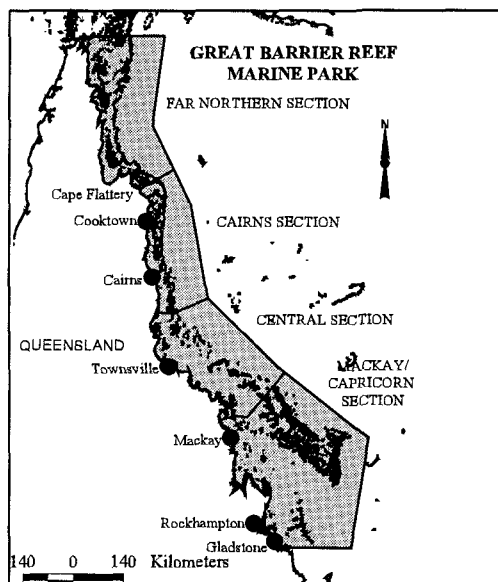 GREAT BARRIER REEF
MARINE PARK
FAR NORTHERN SECTION
N
Cape Flattery
Cooktown
CAIRNS SECTION
Cairns
CENTRAL SECTION
QUEENSLAND
MACKAY/
CAPRICORN
SECTION
Townsville
Mackay
Rockhampton
Gladstone
140 0 140 Kilometers